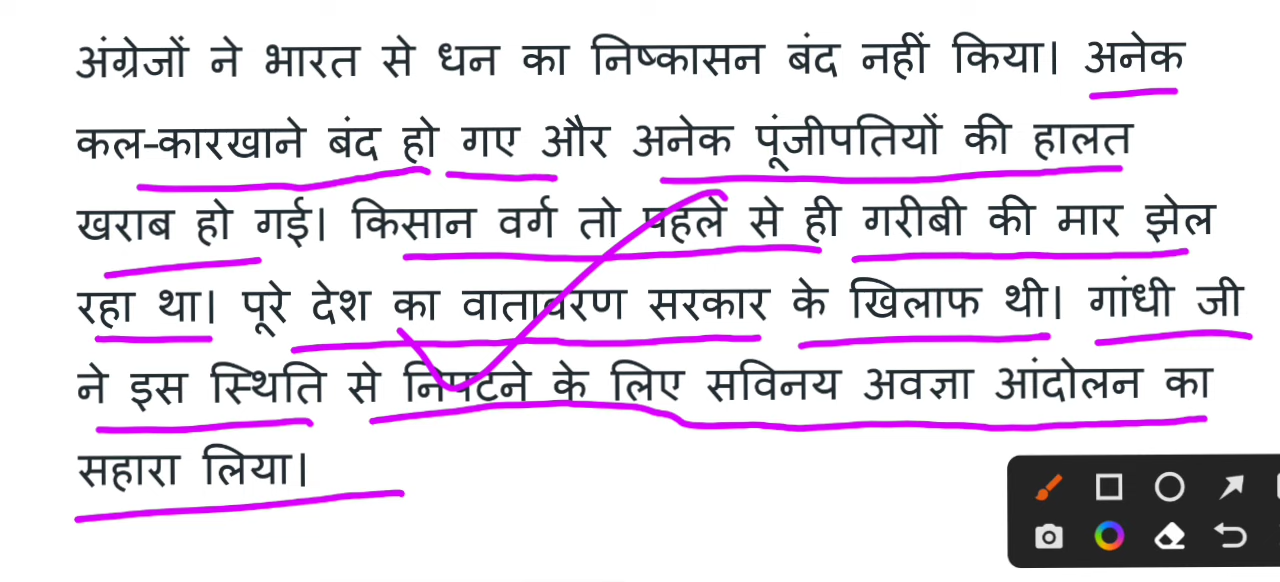 अंग्रेजों ने भारत से धन का निष्कासन बंद नहीं किया। अनेक
कल-कारखाने बंद हो गए और अनेक पूंजीपतियों की हालत
खराब हो गई। किसान वर्ग तो पहले से ही गरीबी की मार झेल
रहा था। पूरे देश का वातावरण सरकार के खिलाफ थी। गांधी जी
ने इस स्थिति से निपटने के लिए सविनय अवज्ञा आंदोलन का
सहारा लिया।